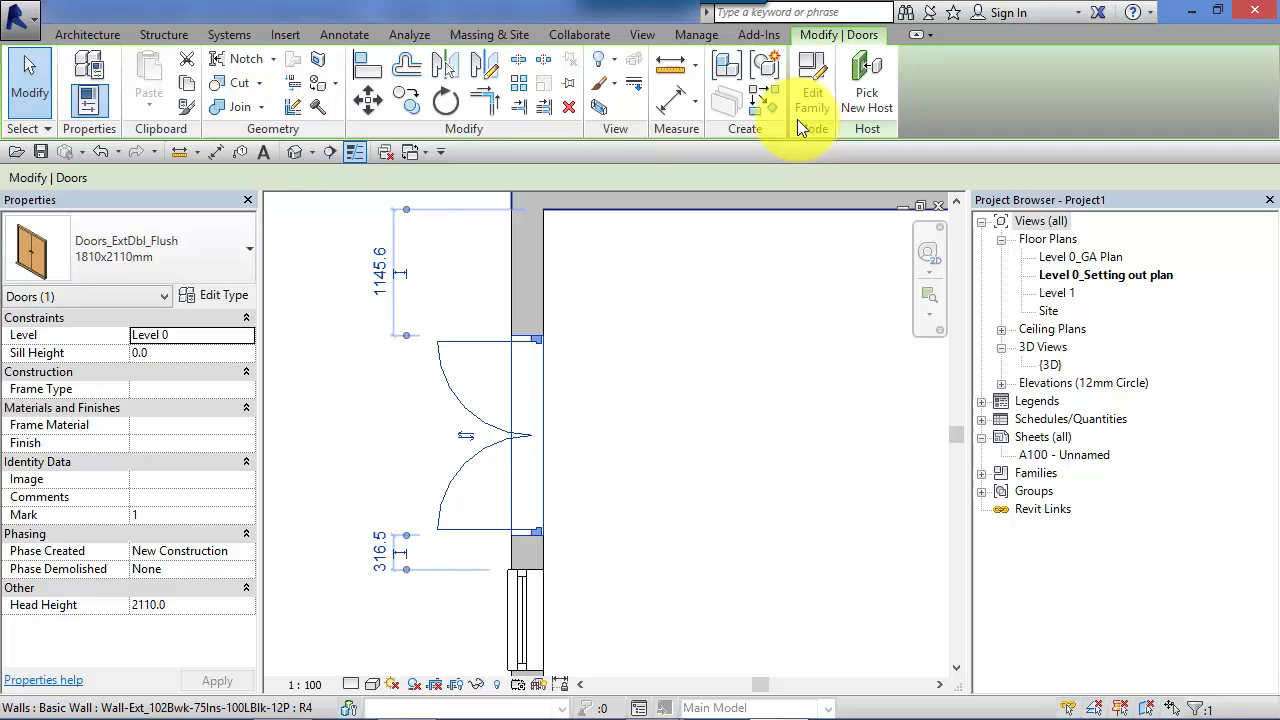 Type a keyword or phrase
Sign In
Architecture Structure Systems Insert Annotate Analyze Massing & Site Collaborate View Manage Add-Ins Modify | Doors
Modify
Paste
Notch
Cut
Join
Edit Family
Pick New Host
Select Properties Clipboard Geometry Modify View Measure Create Host
Modify | Doors
Properties
Doors_ExtDbl_Flush
1810x2110mm
Doors (1) Edit Type
Constraints
Level Level 0
Sill Height 0.0
Construction
Frame Type
Materials and Finishes
Frame Material
Finish
Identity Data
Image
Comments
Mark 1
Phasing
Phase Created New Construction
Phase Demolished None
Other
Head Height 2110.0
Properties help Apply
1145.6
316.5
2D
1 : 100
Project Browser - Project1
Views (all)
Floor Plans
Level 0_GA Plan
Level 0_Setting out plan
Level 1
Site
Ceiling Plans
3D Views
{3D}
Elevations (12mm Circle)
Legends
Schedules/Quantities
Sheets (all)
A100 - Unnamed
Families
Groups
Revit Links
Walls : Basic Wall : Wall-Ext_102Bwk-75Ins-100LBlk-12P : R4
:0
Main Model
:1